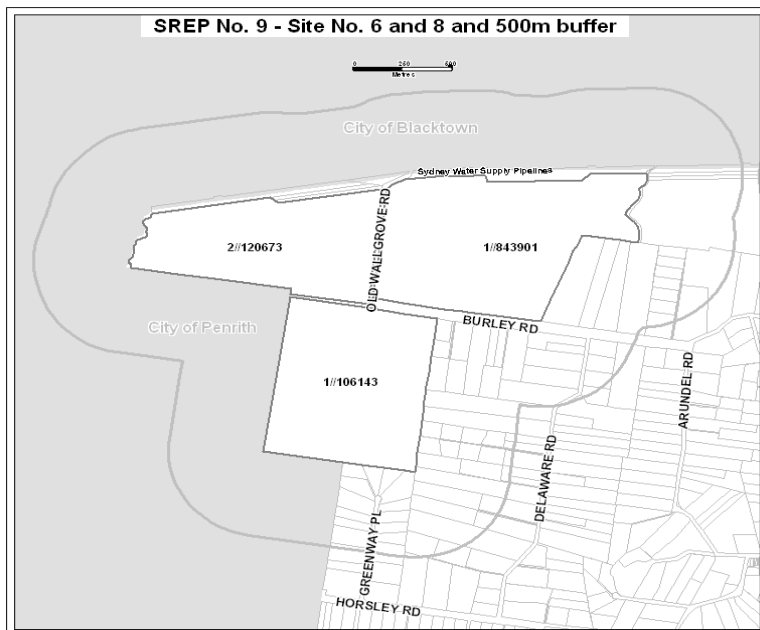 SREP No. 9 - Site No. 6 and 8 and 500m buffer
0 250 500
Metres
City of Blacktown
Sydney Water Supply Pipelines
OLD WALLGROVE RD
2//120673
1//843901
City of Penrith
BURLEY RD
1//106143
ARUNDEL RD
DELAWARE RD
GREENWAY PL
HORSLEY RD